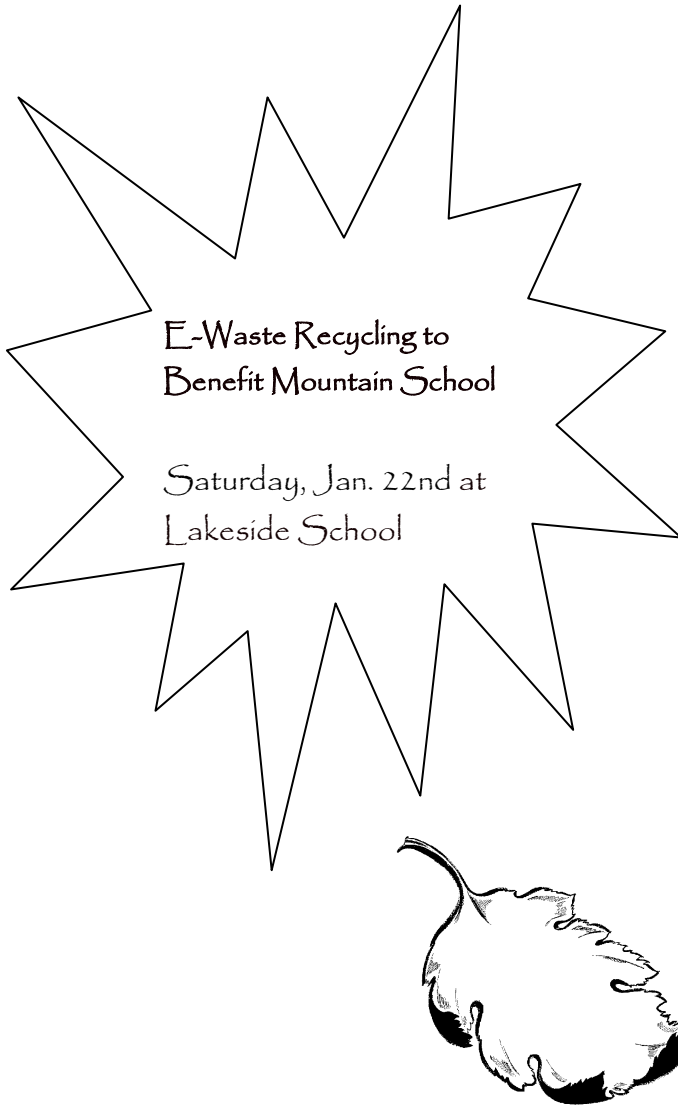 E-Waste Recycling to
Benefit Mountain School
Saturday, Jan. 22nd at
Lakeside School